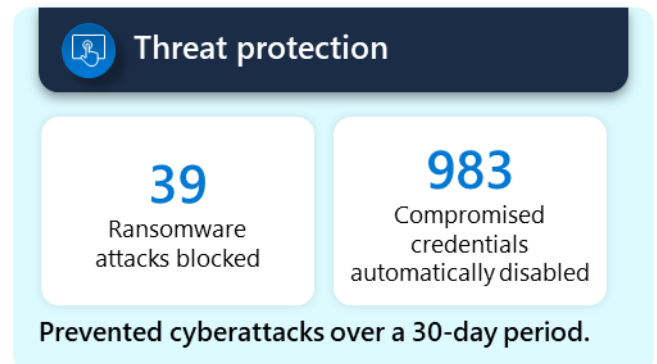 Threat protection
39
Ransomware
attacks blocked
983
Compromised
credentials
automatically disabled
Prevented cyberattacks over a 30-day period.